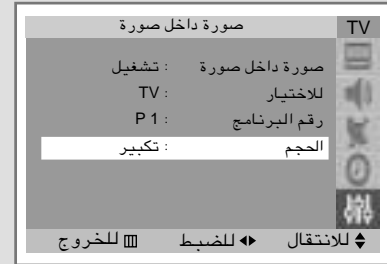 TV صورة داخل صورة
صورة داخل صورة : تشغيل
للاختيار : TV
رقم البرنامج : P 1
الحجم : تكبير
للانتقال للضبط للخروج